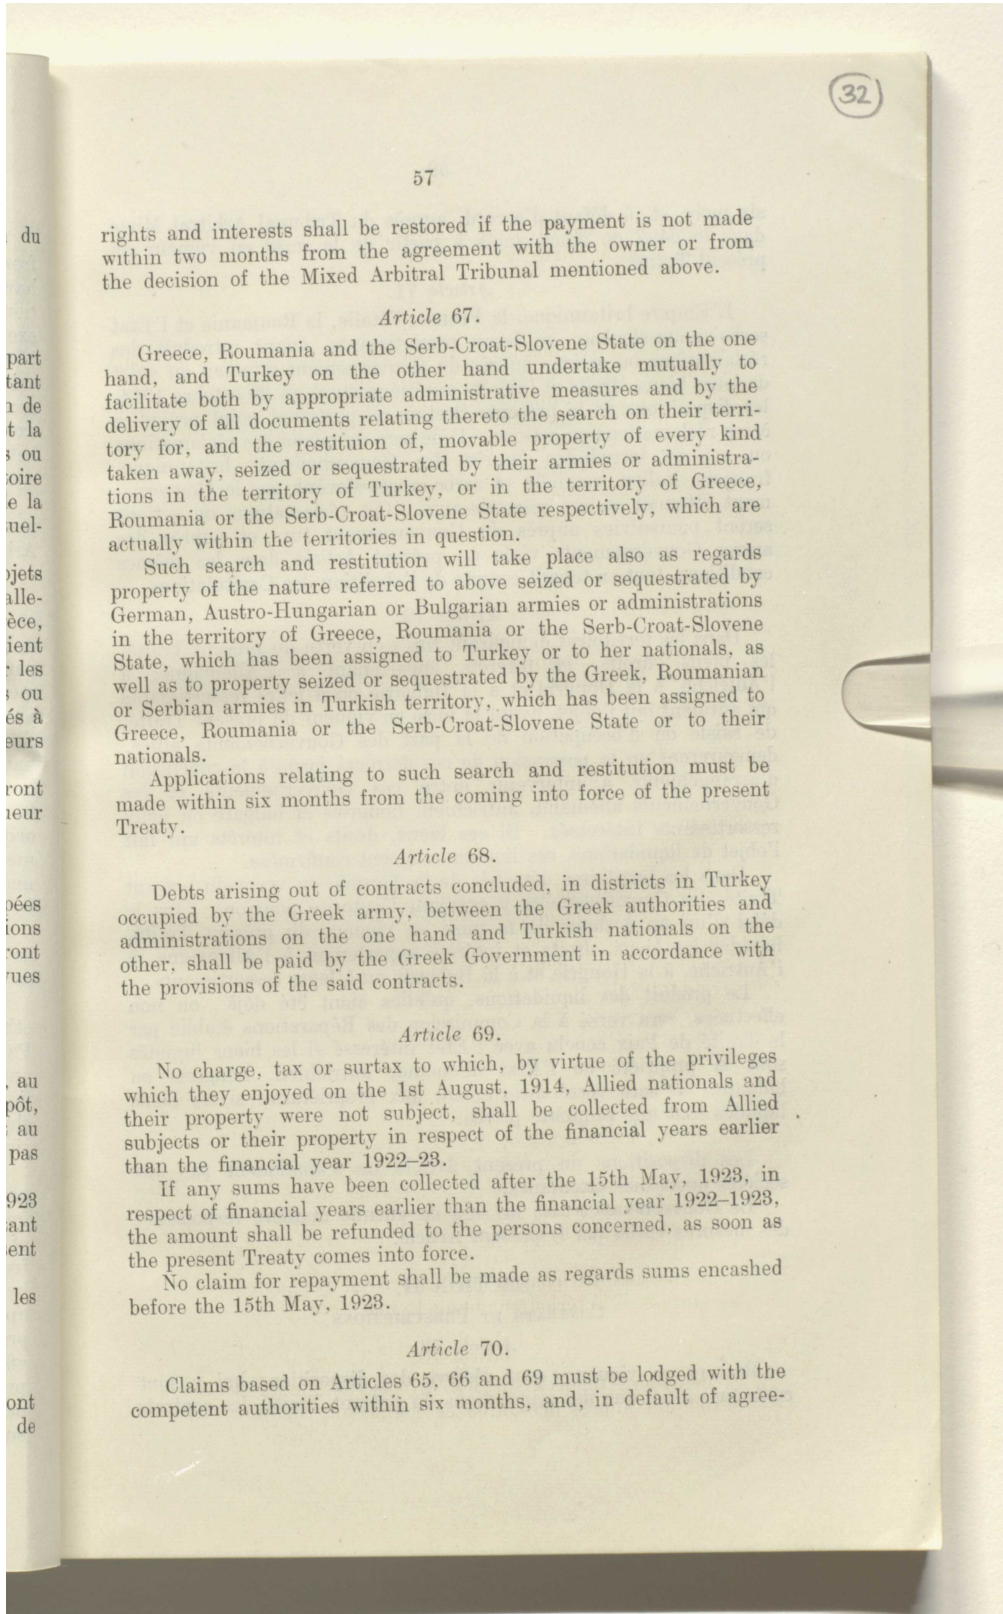 32
57
rights and interests shall be restored if the payment is not made
within two months from the agreement with the owner or from
the decision of the Mixed Arbitral Tribunal mentioned above.
Article 67.
Greece, Roumania and the Serb-Croat-Slovene State on the one
hand, and Turkey on the other hand undertake mutually to
facilitate both by appropriate administrative measures and by the
delivery of all documents relating thereto the search on their terri-
tory for, and the restituion of, movable property of every kind
taken away, seized or sequestrated by their armies or administra-
tions in the territory of Turkey, or in the territory of Greece,
Roumania or the Serb-Croat-Slovene State respectively, which are
actually within the territories in question.
Such search and restitution will take place also as regards
property of the nature referred to above seized or sequestrated by
German, Austro-Hungarian or Bulgarian armies or administrations
in the territory of Greece, Roumania or the Serb-Croat-Slovene
State, which has been assigned to Turkey or to her nationals, as
well as to property seized or sequestrated by the Greek, Roumanian
or Serbian armies in Turkish territory, which has been assigned to
Greece, Roumania or the Serb-Croat-Slovene State or to their
nationals.
Applications relating to such search and restitution must be
made within six months from the coming into force of the present
Treaty.
Article 68.
Debts arising out of contracts concluded, in districts in Turkey
occupied by the Greek army, between the Greek authorities and
administrations on the one hand and Turkish nationals on the
other, shall be paid by the Greek Government in accordance with
the provisions of the said contracts.
Article 69.
No charge, tax or surtax to which, by virtue of the privileges
which they enjoyed on the 1st August, 1914, Allied nationals and
their property were not subject, shall be collected from Allied
subjects or their property in respect of the financial years earlier
than the financial year 1922–23.
If any sums have been collected after the 15th May, 1923, in
respect of financial years earlier than the financial year 1922–1923,
the amount shall be refunded to the persons concerned, as soon as
the present Treaty comes into force.
No claim for repayment shall be made as regards sums encashed
before the 15th May, 1923.
Article 70.
Claims based on Articles 65, 66 and 69 must be lodged with the
competent authorities within six months, and, in default of agree-